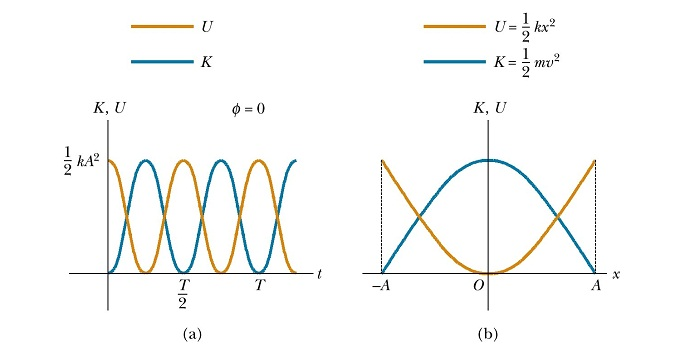 U
K
K, U
ϕ = 0
1/2 kA²
t
T/2
T
(a)
U = 1/2 kx²
K = 1/2 mv²
K, U
–A
O
A
x
(b)